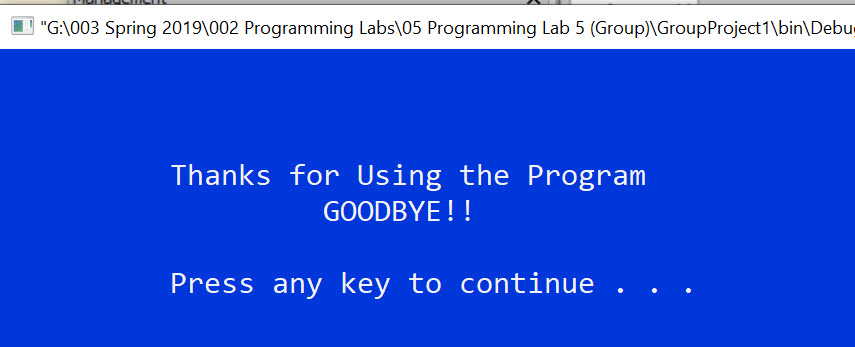 Management
"G:\003 Spring 2019\002 Programming Labs\05 Programming Lab 5 (Group)\GroupProject1\bin\Debug
Thanks for Using the Program
GOODBYE!!
Press any key to continue . . .